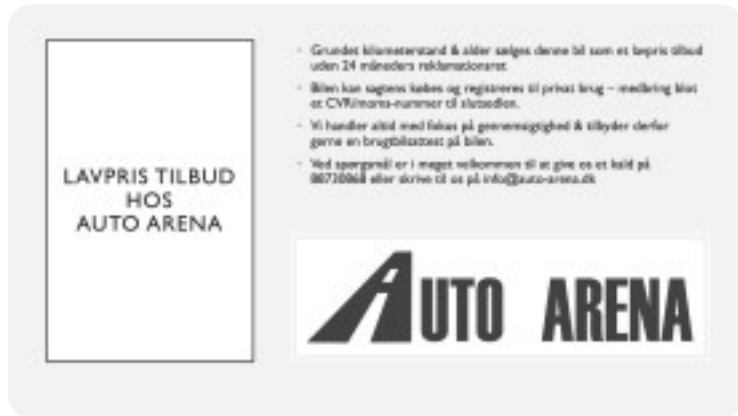 LAVPRIS TILBUD
HOS
AUTO ARENA
- Grundet kilometerstand & alder sælges denne bil som et lavpris tilbud
uden 24 måneders reklamationsret
- Bilen kan sagtens købes og registreres til privat brug – medbring blot
et CVR/moms-nummer til slutsedlen.
- Vi handler altid med fokus på gennemsigtighed & tilbyder derfor
gerne en brugtbilsattest på bilen.
- Ved spørgsmål er i meget velkommen til at give os et kald på
88730868 eller skrive til os på info@auto-arena.dk
AUTO ARENA